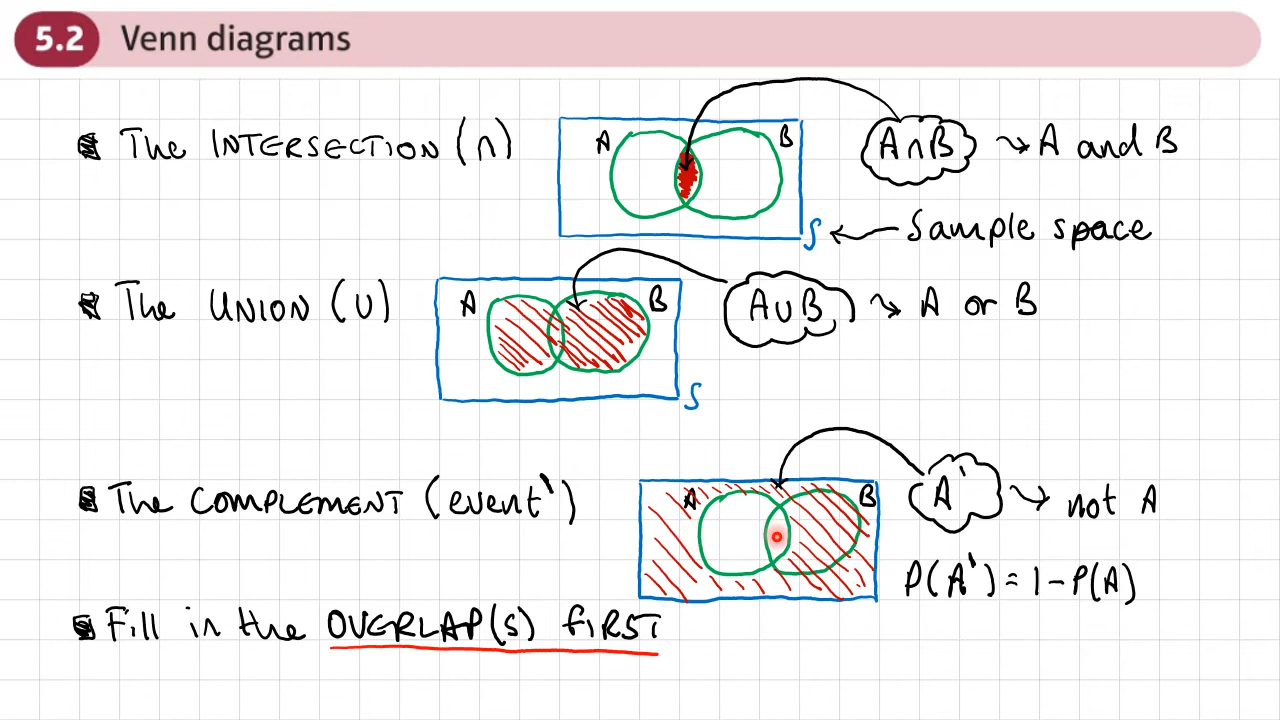 5.2 Venn diagrams
The INTERSECTION (∩)
A B
A∩B → A and B
S ← Sample space
The UNION (∪)
A B
A∪B → A or B
S
The COMPLEMENT (event')
A B
A' → not A
P(A') = 1 - P(A)
Fill in the OVERLAP(S) FIRST